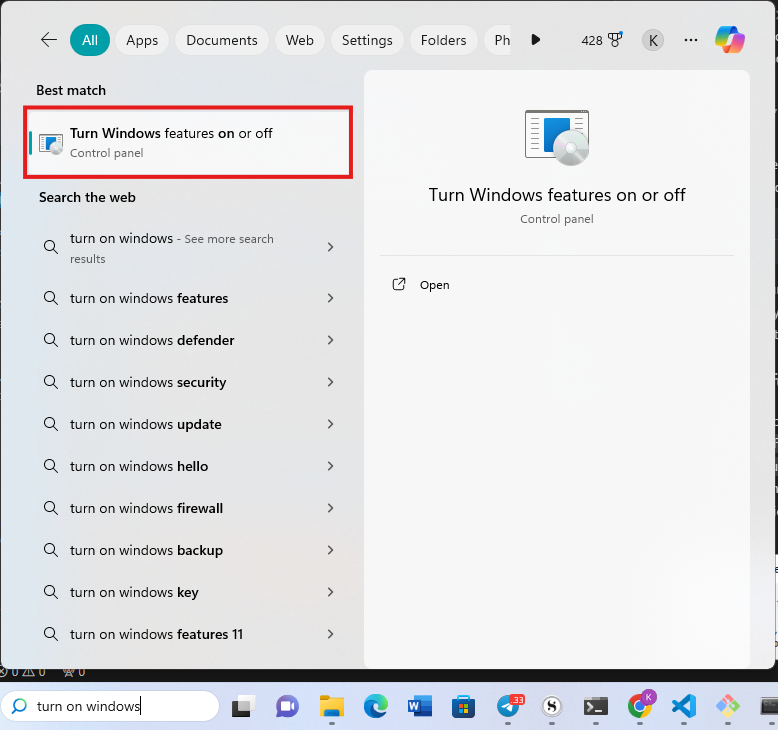 All
Apps
Documents
Web
Settings
Folders
Ph
428
K
Best match
Turn Windows features on or off
Control panel
Search the web
turn on windows - See more search
results
turn on windows features
turn on windows defender
turn on windows security
turn on windows update
turn on windows hello
turn on windows firewall
turn on windows backup
turn on windows key
turn on windows features 11
Turn Windows features on or off
Control panel
Open
0 0 0
turn on windows
W
33
S
K